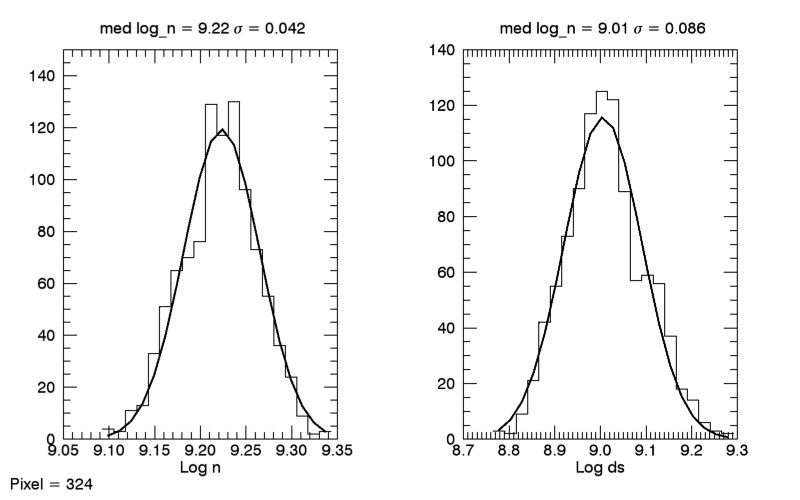 med log_n = 9.22 σ = 0.042
med log_n = 9.01 σ = 0.086
140
120
100
80
60
40
20
0
9.05 9.10 9.15 9.20 9.25 9.30 9.35
Log n
140
120
100
80
60
40
20
0
8.7 8.8 8.9 9.0 9.1 9.2 9.3
Log ds
Pixel = 324